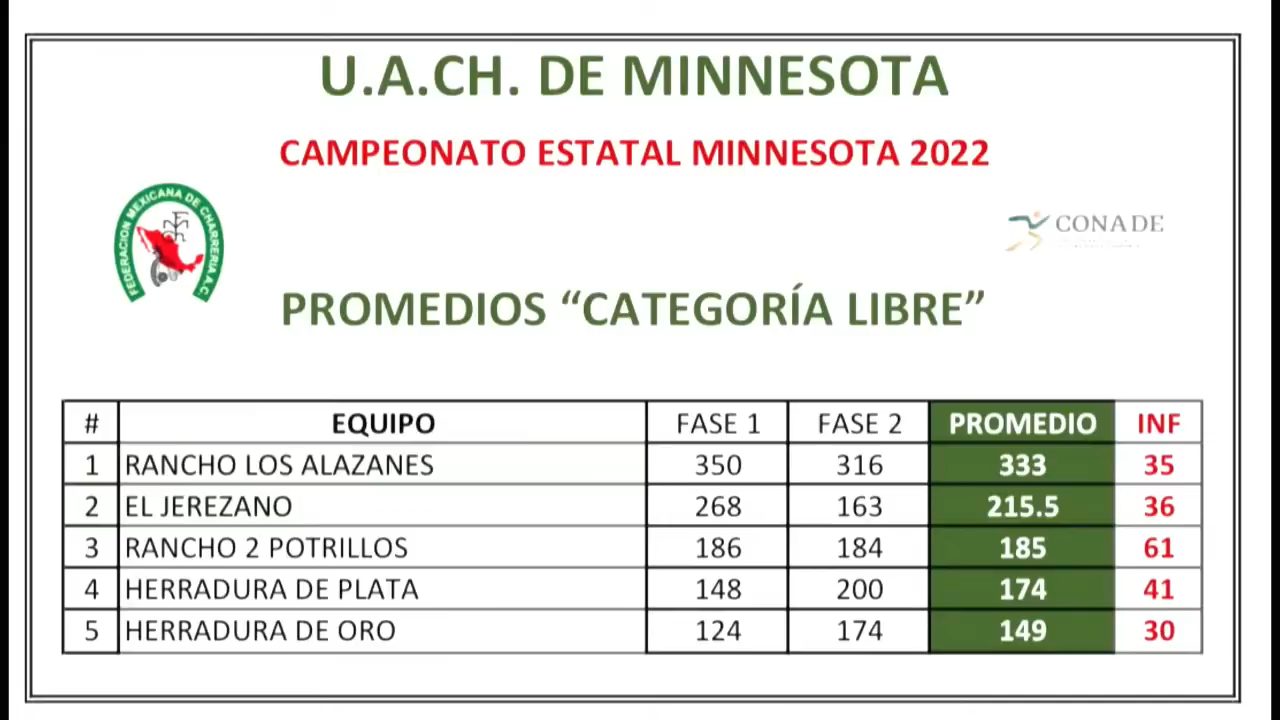 U.A.CH. DE MINNESOTA
CAMPEONATO ESTATAL MINNESOTA 2022
FEDERACION MEXICANA DE CHARRERIA A.C.
CONADE
PROMEDIOS “CATEGORÍA LIBRE”
# EQUIPO FASE 1 FASE 2 PROMEDIO INF
1 RANCHO LOS ALAZANES 350 316 333 35
2 EL JEREZANO 268 163 215.5 36
3 RANCHO 2 POTRILLOS 186 184 185 61
4 HERRADURA DE PLATA 148 200 174 41
5 HERRADURA DE ORO 124 174 149 30